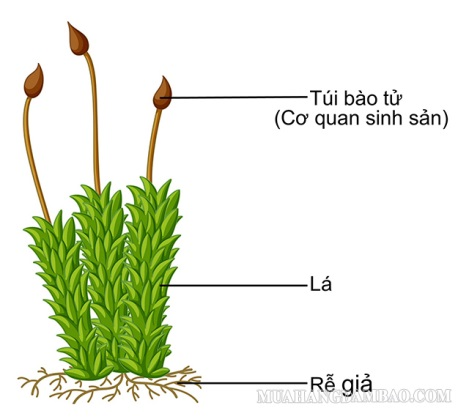 Túi bào tử
(Cơ quan sinh sản)
Lá
Rễ giả
MUAHANGDAMBAO.COM